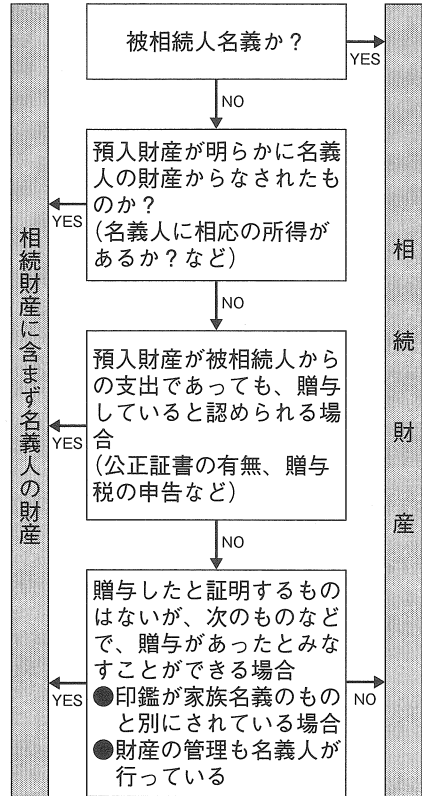 被相続人名義か？
YES
NO
預入財産が明らかに名義
人の財産からなされたも
のか？
（名義人に相応の所得が
あるか？など）
YES
NO
預入財産が被相続人から
の支出であっても、贈与
していると認められる場
合
（公正証書の有無、贈与
税の申告など）
YES
NO
贈与したと証明するもの
はないが、次のものなど
で、贈与があったとみな
すことができる場合
●印鑑が家族名義のもの
と別にされている場合
●財産の管理も名義人が
行っている
YES
NO
相続財産に含まず名義人の財産
相続財産